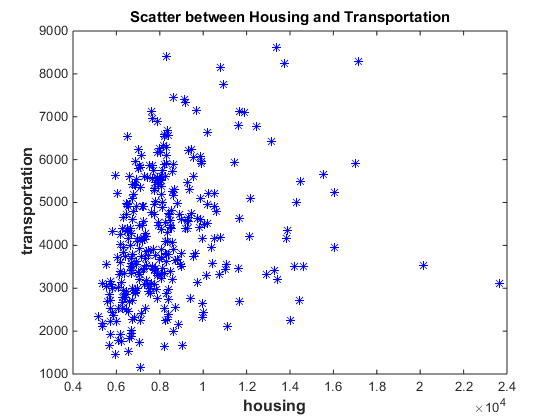 Scatter between Housing and Transportation
9000
8000
7000
6000
5000
4000
3000
2000
1000
transportation
0.4 0.6 0.8 1 1.2 1.4 1.6 1.8 2 2.2 2.4
×10⁴
housing